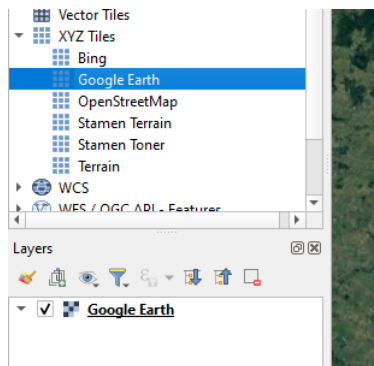 Vector Tiles
XYZ Tiles
Bing
Google Earth
OpenStreetMap
Stamen Terrain
Stamen Toner
Terrain
WCS
WFS / OGC API - Features
Layers
Google Earth